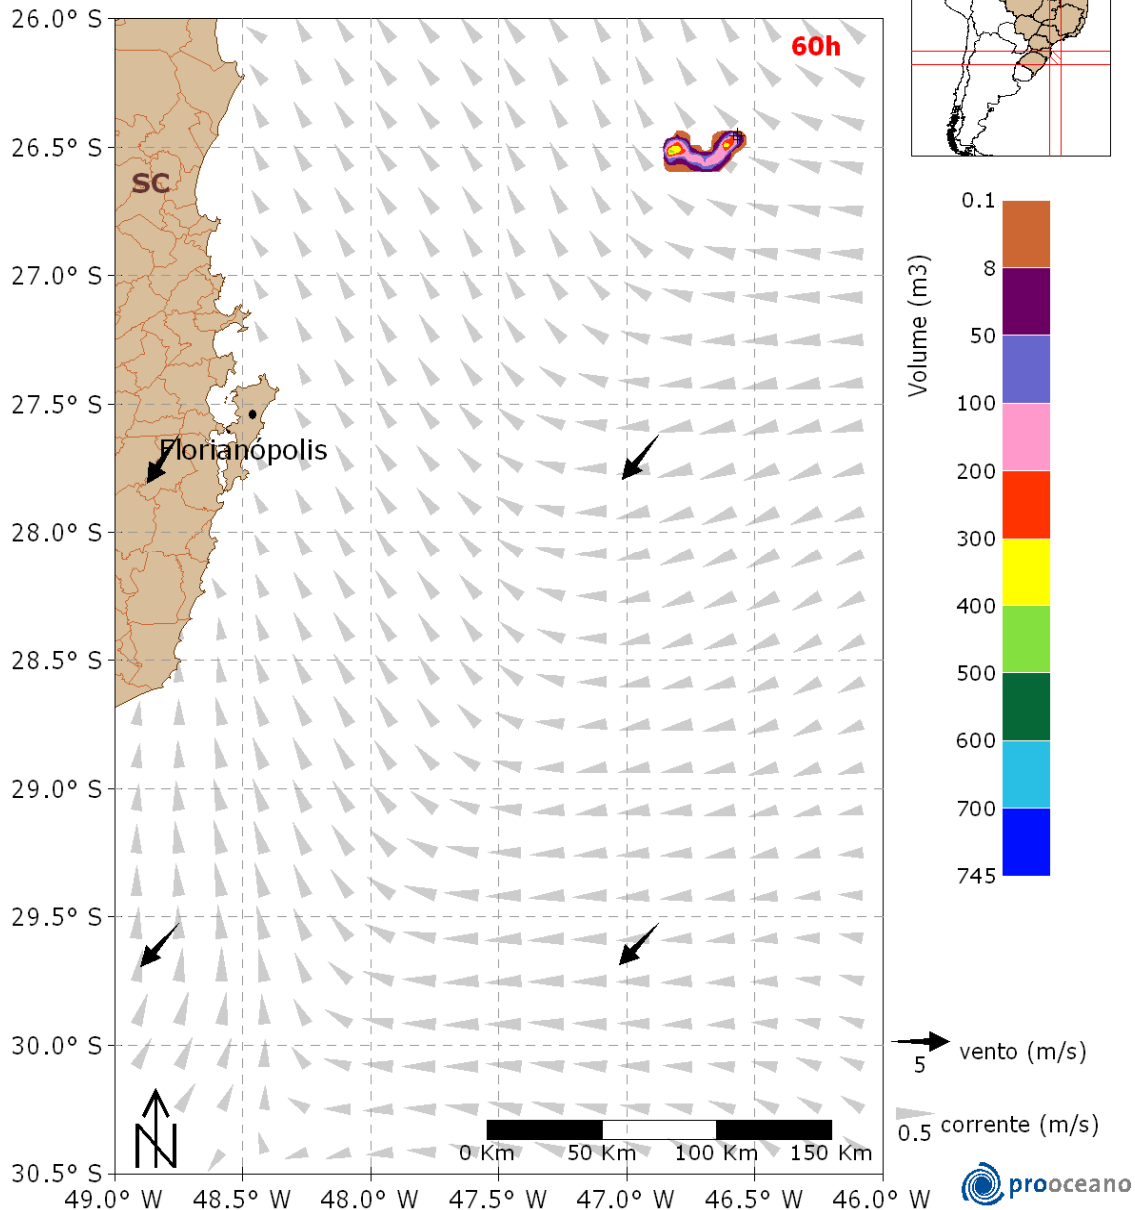 26.0° S
60h
26.5° S
SC
27.0° S
27.5° S
Florianópolis
28.0° S
28.5° S
29.0° S
29.5° S
30.0° S
30.5° S
N
0 Km 50 Km 100 Km 150 Km
49.0° W 48.5° W 48.0° W 47.5° W 47.0° W 46.5° W 46.0° W
Volume (m3)
0.1
8
50
100
200
300
400
500
600
700
745
vento (m/s)
5
corrente (m/s)
0.5
prooceano